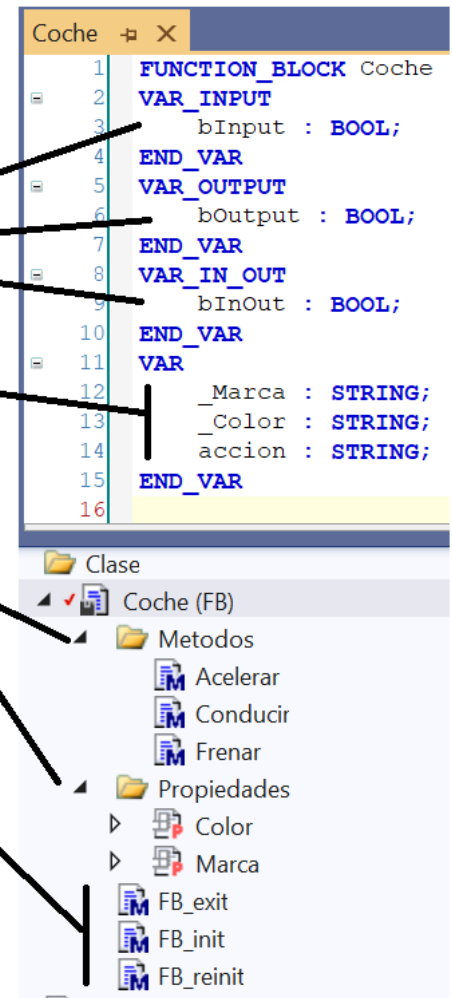 Coche
1 FUNCTION_BLOCK Coche
2 VAR_INPUT
3 bInput : BOOL;
4 END_VAR
5 VAR_OUTPUT
6 bOutput : BOOL;
7 END_VAR
8 VAR_IN_OUT
9 bInOut : BOOL;
10 END_VAR
11 VAR
12 _Marca : STRING;
13 _Color : STRING;
14 accion : STRING;
15 END_VAR
16
Clase
Coche (FB)
Metodos
Acelerar
Conducir
Frenar
Propiedades
Color
Marca
FB_exit
FB_init
FB_reinit